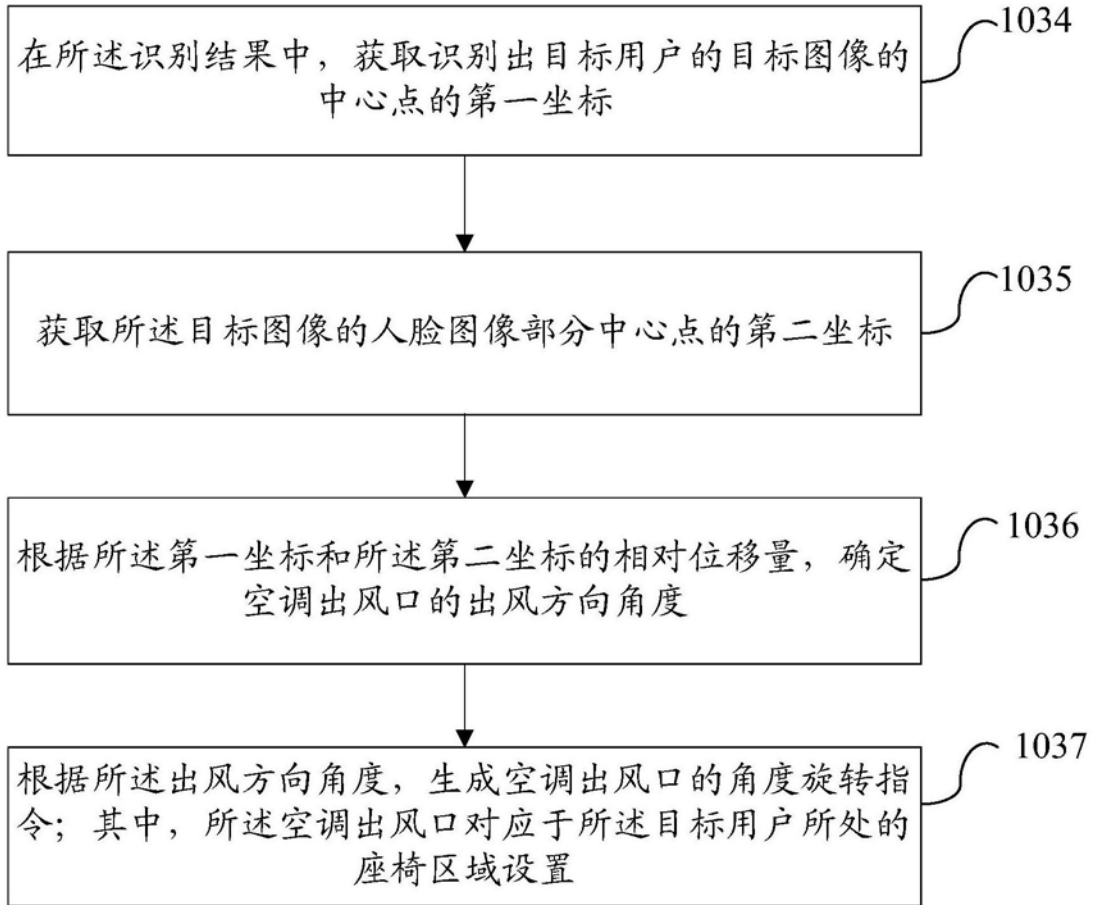 在所述识别结果中，获取识别出目标用户的目标图像的
中心点的第一坐标
1034
获取所述目标图像的人脸图像部分中心点的第二坐标
1035
根据所述第一坐标和所述第二坐标的相对位移量，确定
空调出风口的出风方向角度
1036
根据所述出风方向角度，生成空调出风口的角度旋转指
令；其中，所述空调出风口对应于所述目标用户所处的
座椅区域设置
1037